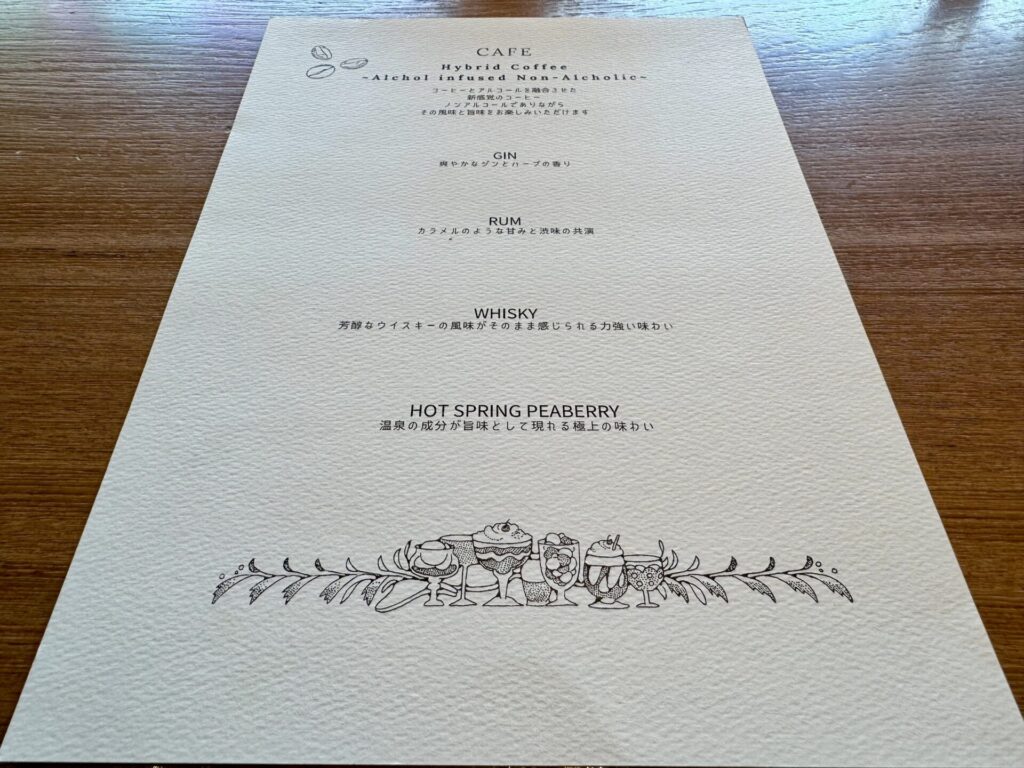 CAFE
Hybrid Coffee
~Alchol infused Non-Alcholic~
コーヒーとアルコールを融合させた
新感覚のコーヒー
ノンアルコールでありながら
その風味と旨味をお楽しみいただけます
GIN
爽やかなジンとハーブの香り
RUM
カラメルのような甘みと渋味の共演
WHISKY
芳醇なウイスキーの風味がそのまま感じられる力強い味わい
HOT SPRING PEABERRY
温泉の成分が旨味として現れる極上の味わい